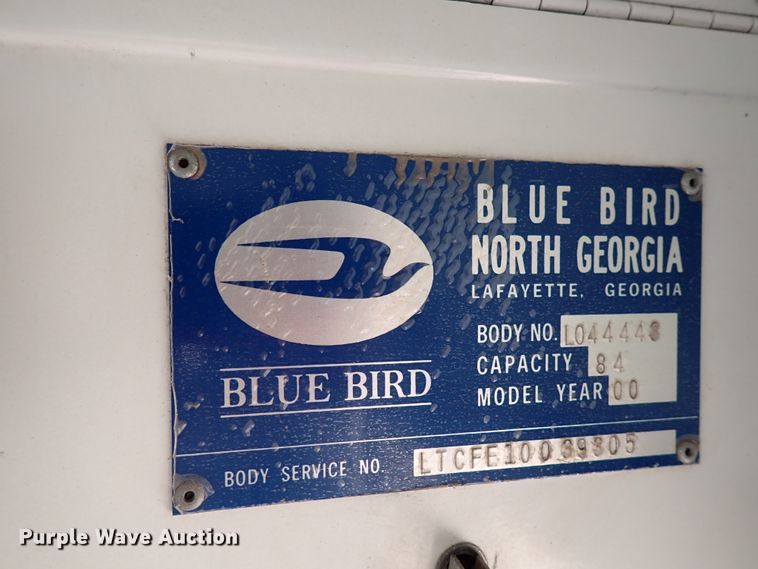 BLUE BIRD
NORTH GEORGIA
LAFAYETTE, GEORGIA
BODY NO. L044443
CAPACITY 84
MODEL YEAR 00
BLUE BIRD
BODY SERVICE NO. LTCFE10039305
Purple Wave Auction